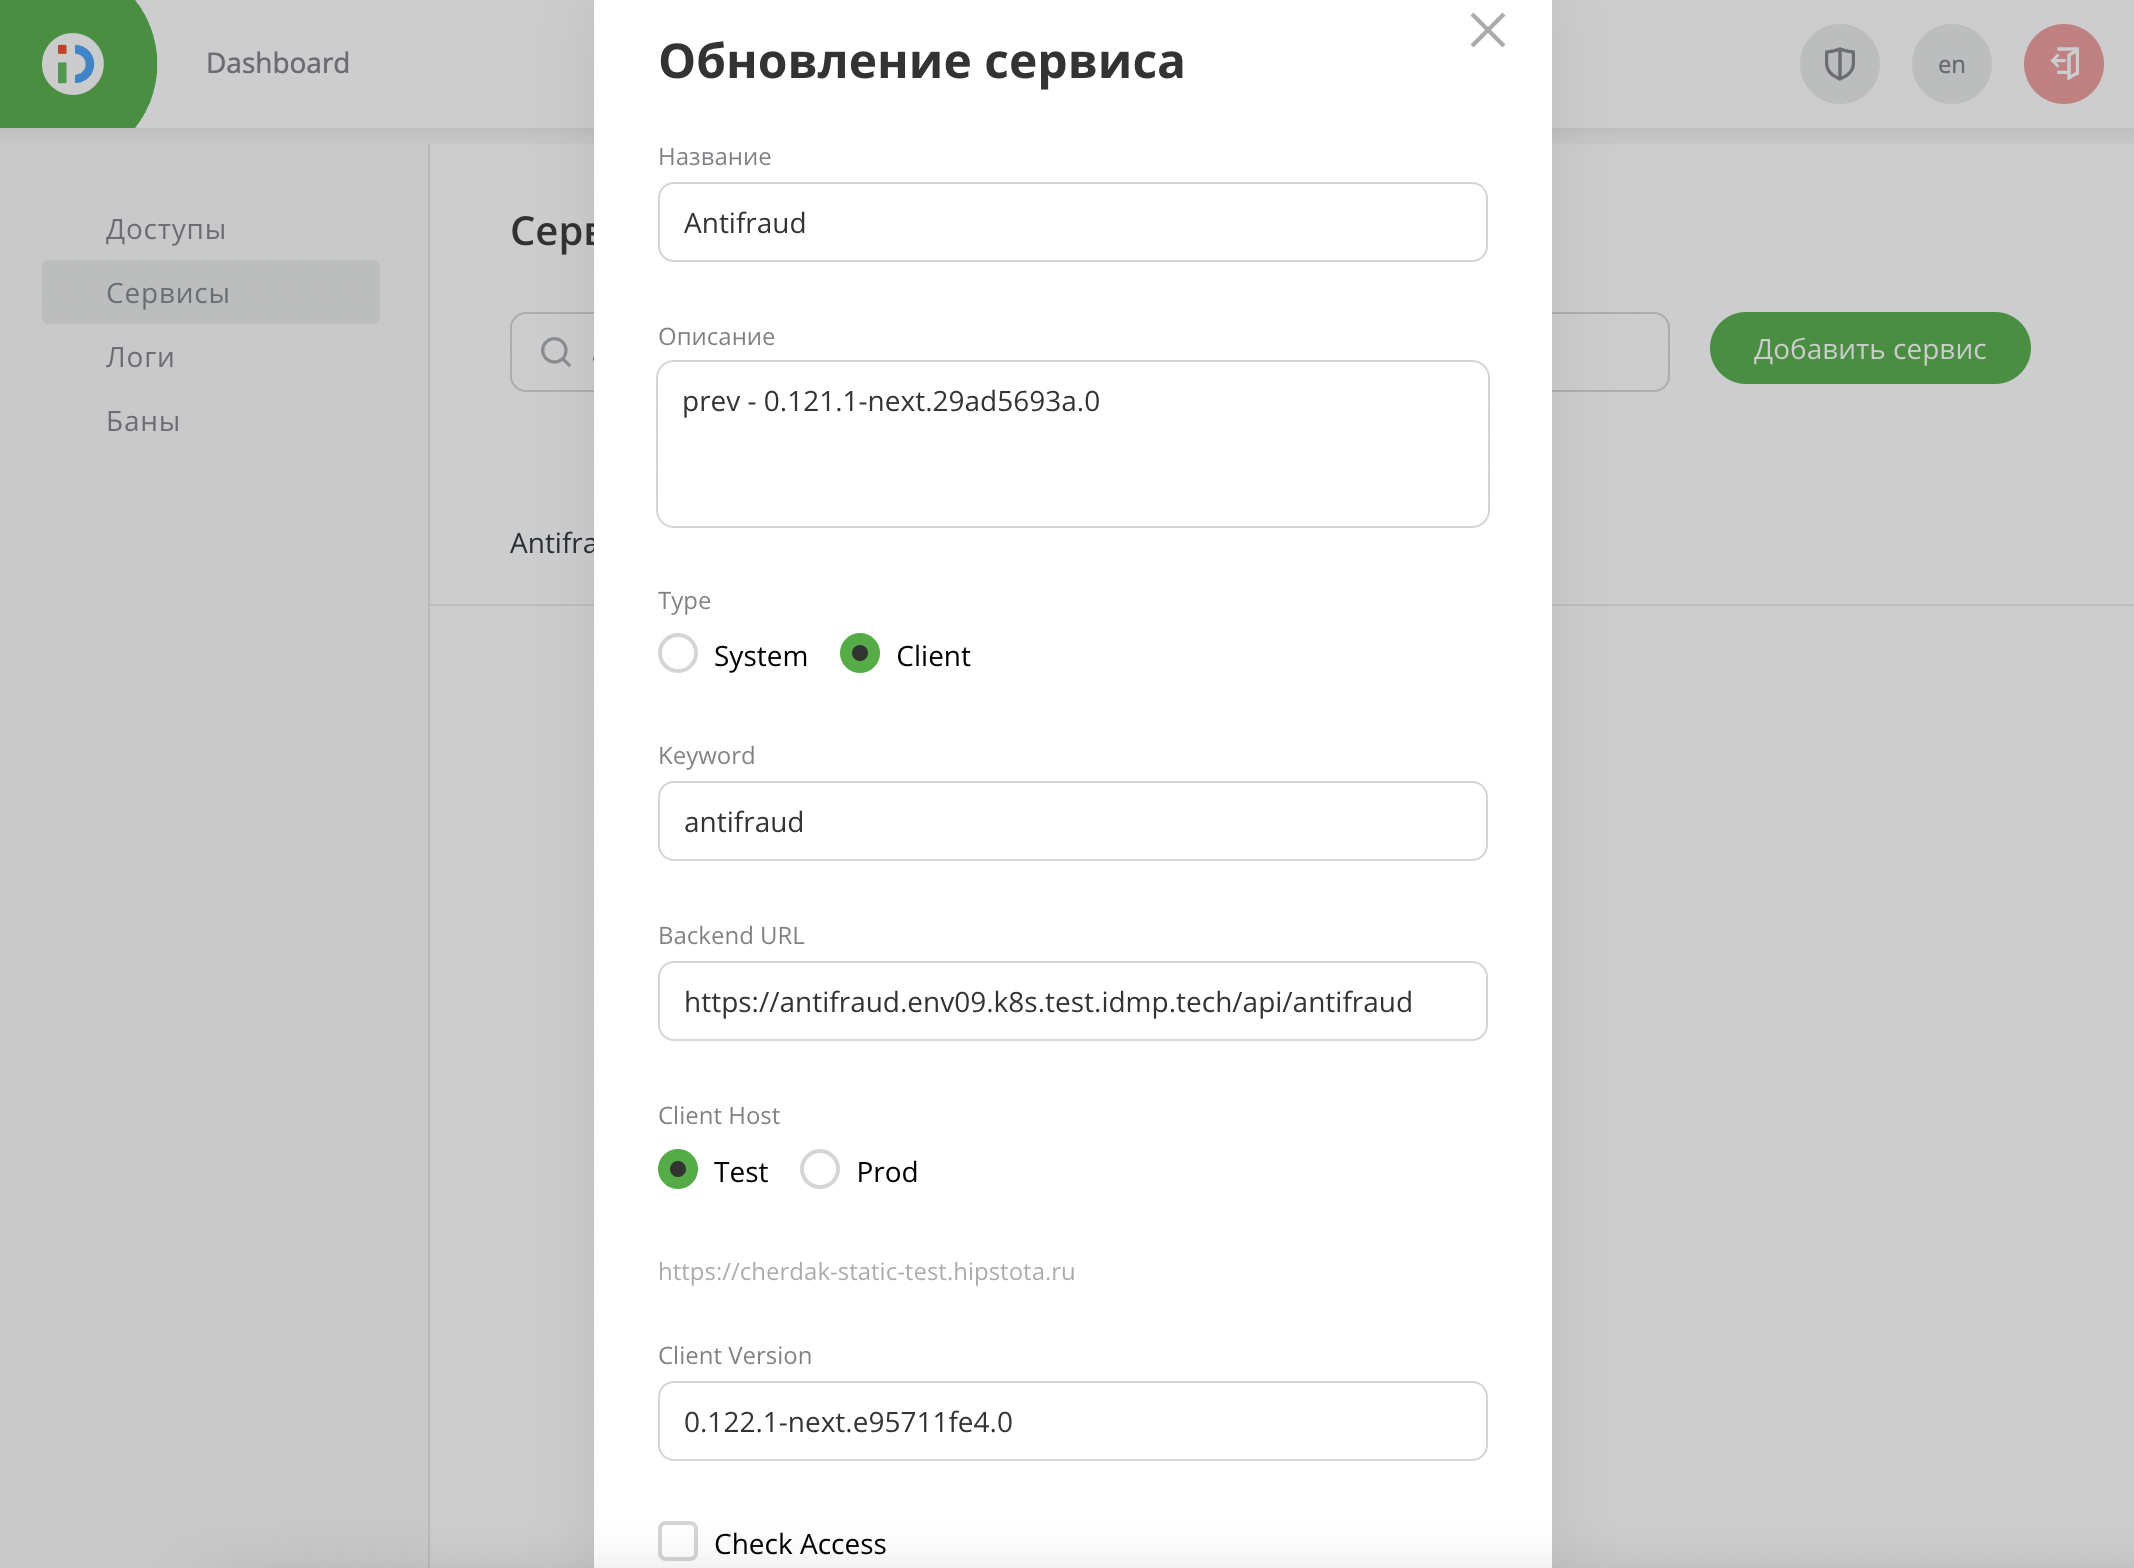 Dashboard
en
Доступы
Сервисы
Логи
Баны
Добавить сервис
Обновление сервиса
Название
Antifraud
Описание
prev - 0.121.1-next.29ad5693a.0
Type
System
Client
Keyword
antifraud
Backend URL
https://antifraud.env09.k8s.test.idmp.tech/api/antifraud
Client Host
Test
Prod
https://cherdak-static-test.hipstota.ru
Client Version
0.122.1-next.e95711fe4.0
Check Access